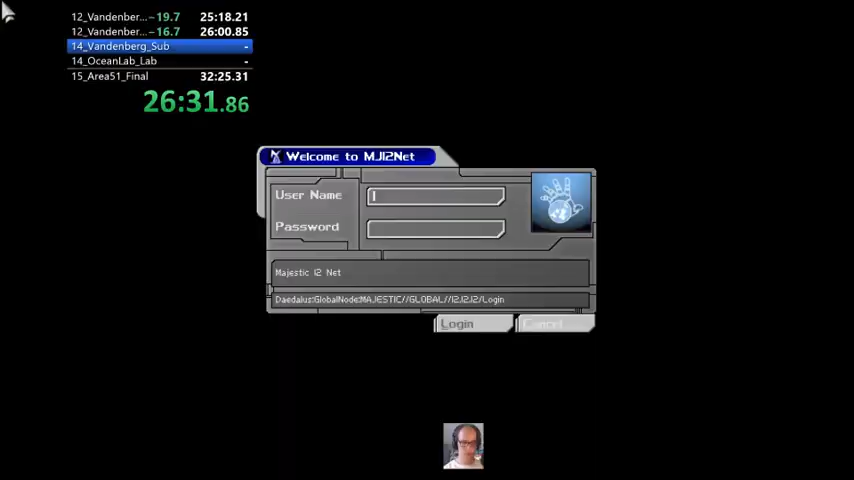 12_Vandenber... −19.7 25:18.21
12_Vandenber... −16.7 26:00.85
14_Vandenberg_Sub -
14_OceanLab_Lab -
15_Area51_Final 32:25.31
26:31.86
Welcome to MJ12Net
User Name
Password
Majestic 12 Net
Daedalus:GlobalNode:MAJESTIC//GLOBAL//12.12.12/Login
Login Cancel